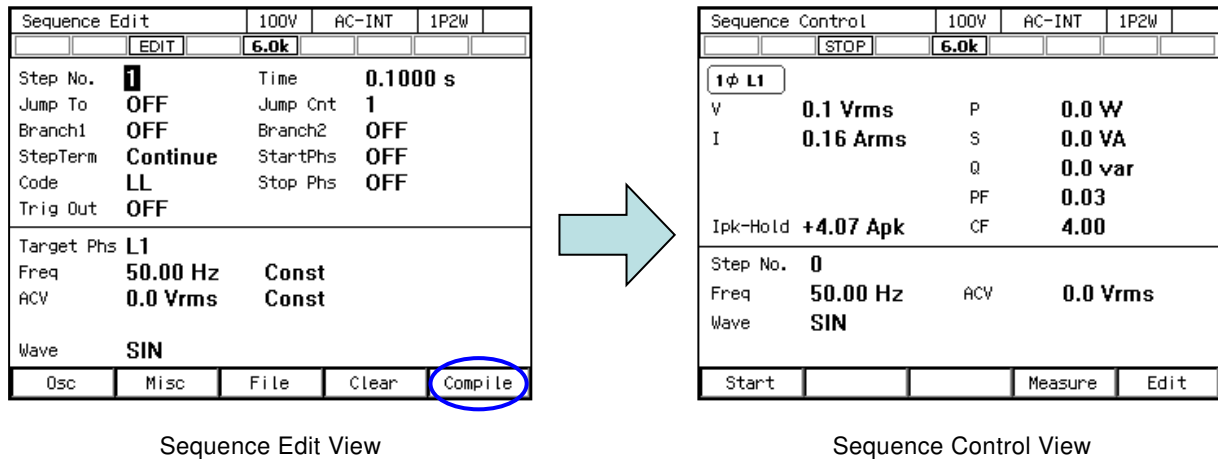 Sequence Edit 100V AC-INT 1P2W
EDIT 6.0k
Step No. 1 Time 0.1000 s
Jump To OFF Jump Cnt 1
Branch1 OFF Branch2 OFF
StepTerm Continue StartPhs OFF
Code LL Stop Phs OFF
Trig Out OFF
Target Phs L1
Freq 50.00 Hz Const
ACV 0.0 Vrms Const
Wave SIN
Osc Misc File Clear Compile
Sequence Edit View
Sequence Control 100V AC-INT 1P2W
STOP 6.0k
1ϕ L1
V 0.1 Vrms P 0.0 W
I 0.16 Arms S 0.0 VA
Q 0.0 var
PF 0.03
Ipk-Hold +4.07 Apk CF 4.00
Step No. 0
Freq 50.00 Hz ACV 0.0 Vrms
Wave SIN
Start Measure Edit
Sequence Control View